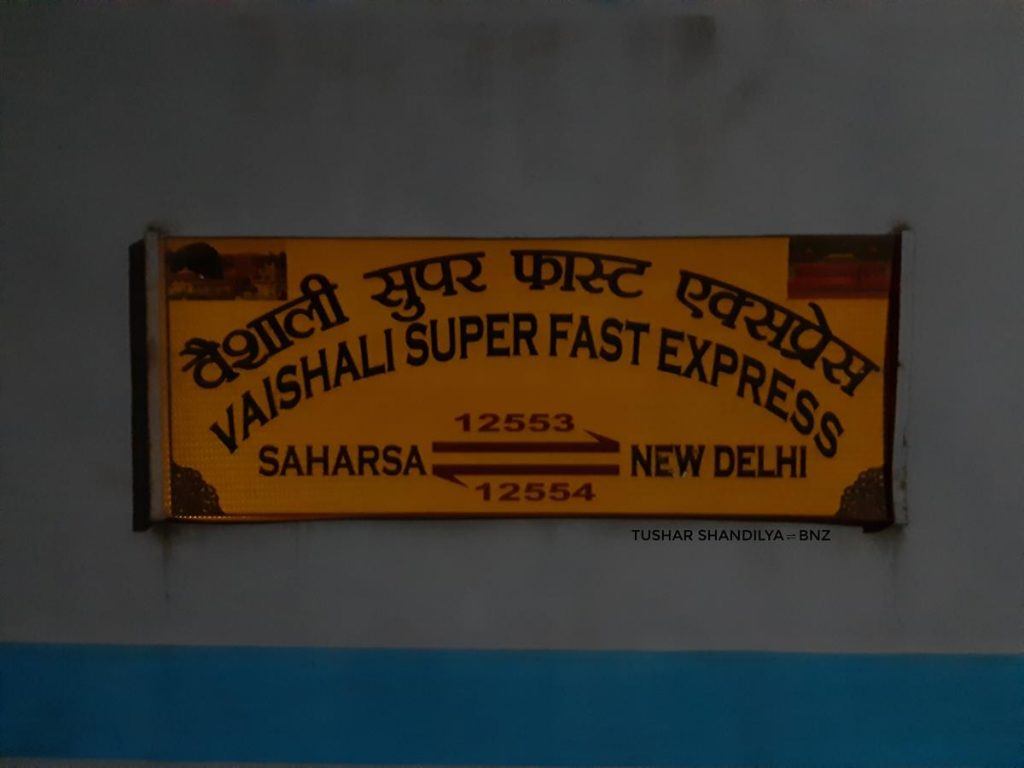 वैशाली सुपर फास्ट एक्सप्रेस
VAISHALI SUPER FAST EXPRESS
12553
SAHARSA NEW DELHI
12554
TUSHAR SHANDILYA⇌BNZ